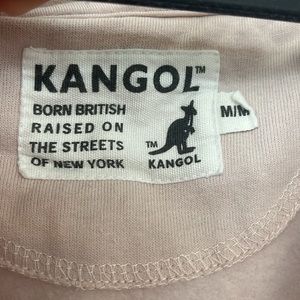 KANGOL™
BORN BRITISH
RAISED ON
THE STREETS
OF NEW YORK
™
KANGOL
M/M